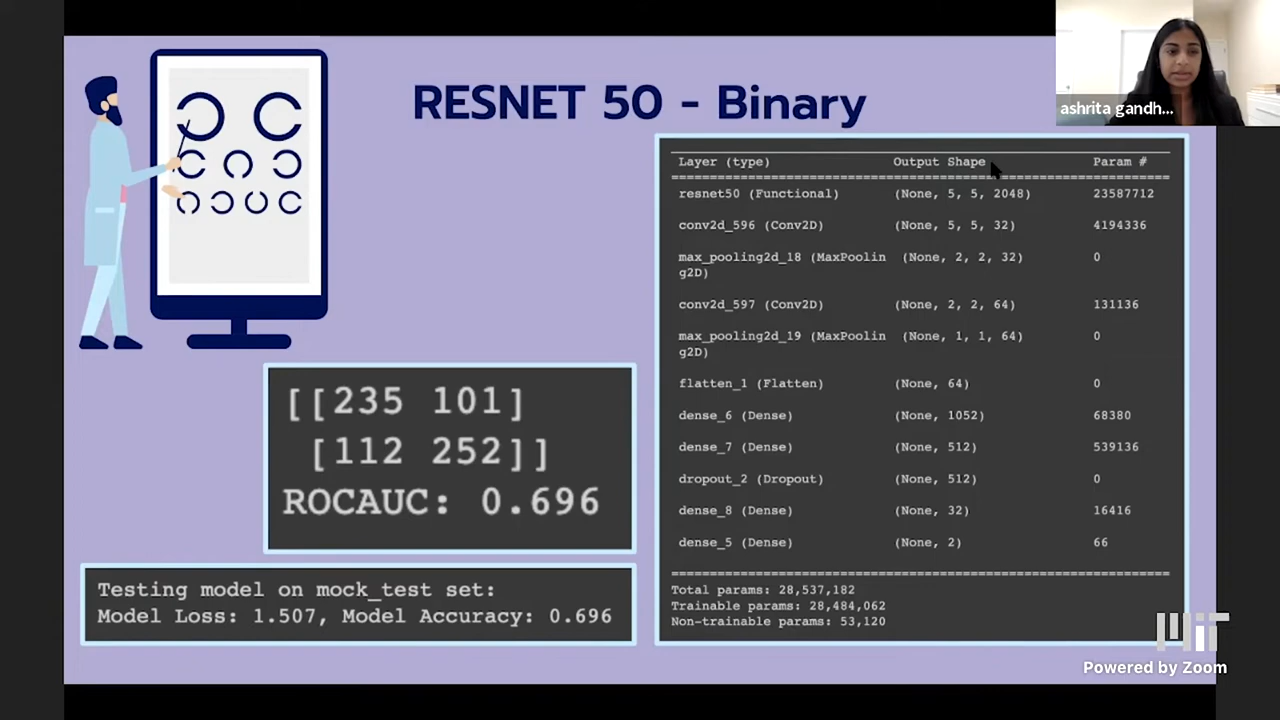 RESNET 50 - Binary
ashrita gandh...
Layer (type) Output Shape Param #
resnet50 (Functional) (None, 5, 5, 2048) 23587712
conv2d_596 (Conv2D) (None, 5, 5, 32) 4194336
max_pooling2d_18 (MaxPoolin (None, 2, 2, 32) 0
g2D)
conv2d_597 (Conv2D) (None, 2, 2, 64) 131136
max_pooling2d_19 (MaxPoolin (None, 1, 1, 64) 0
g2D)
flatten_1 (Flatten) (None, 64) 0
dense_6 (Dense) (None, 1052) 68380
dense_7 (Dense) (None, 512) 539136
dropout_2 (Dropout) (None, 512) 0
dense_8 (Dense) (None, 32) 16416
dense_5 (Dense) (None, 2) 66
Total params: 28,537,182
Trainable params: 28,484,062
Non-trainable params: 53,120
[[235 101]
[112 252]]
ROCAUC: 0.696
Testing model on mock_test set:
Model Loss: 1.507, Model Accuracy: 0.696
MIT
Powered by Zoom